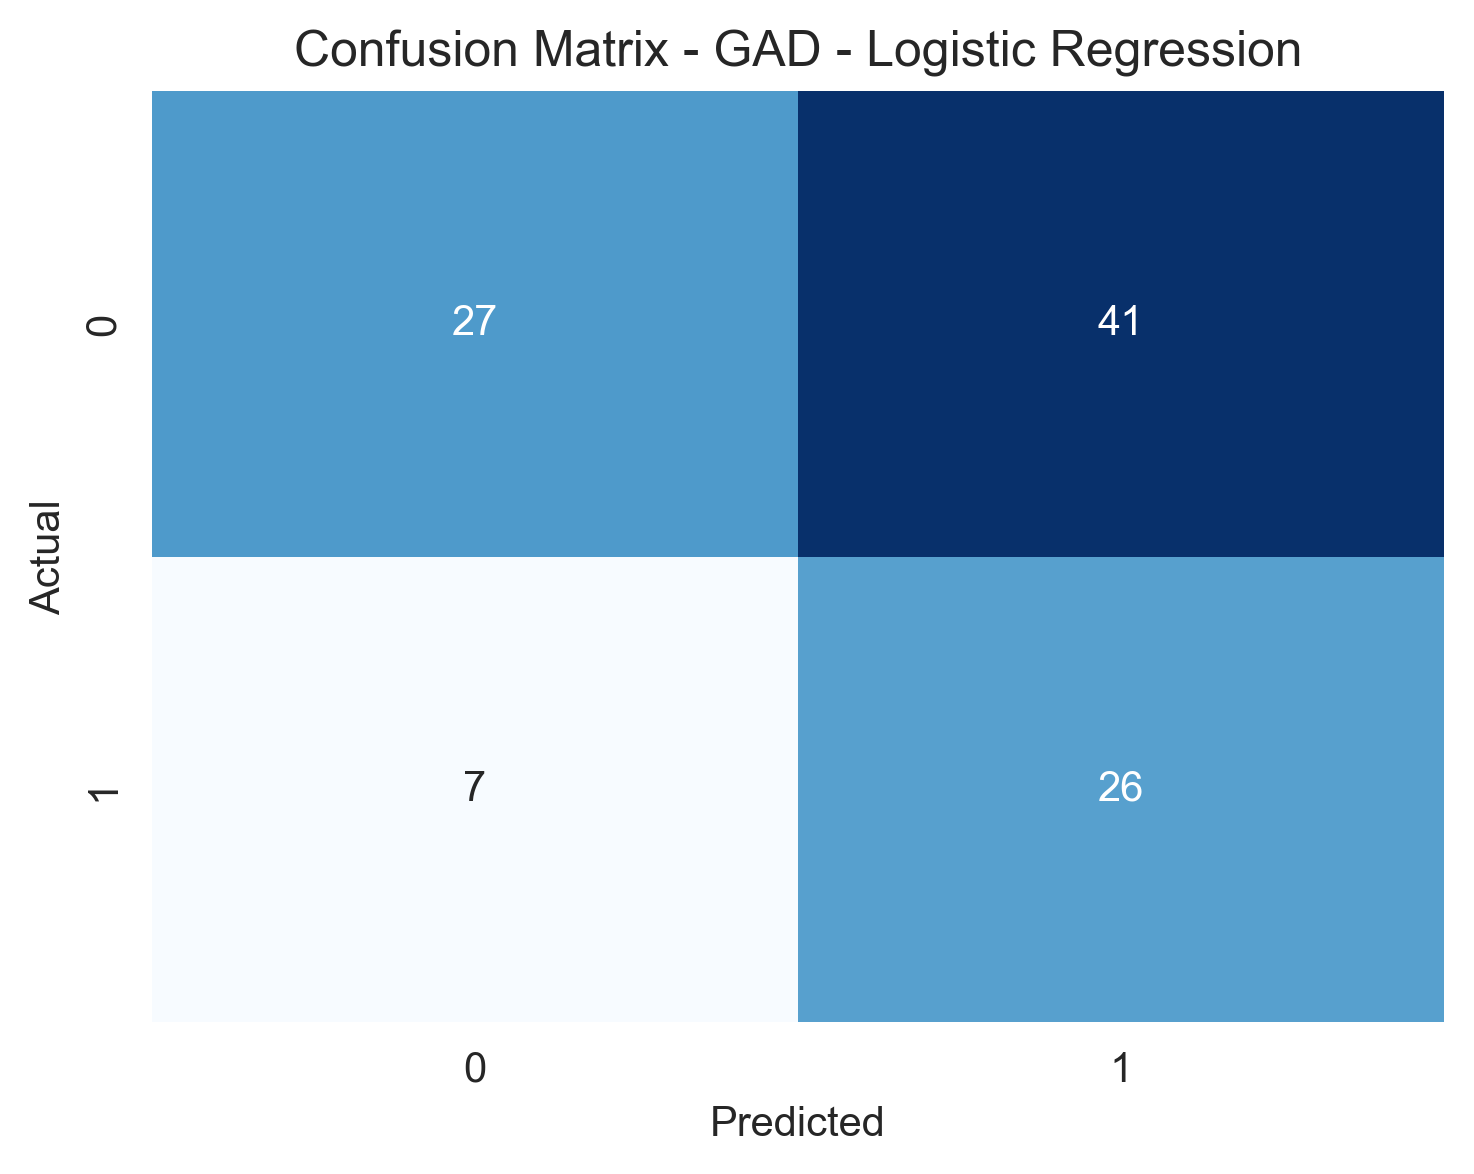 Confusion Matrix - GAD - Logistic Regression
27 41
0
Actual
7 26
1
0 1
Predicted